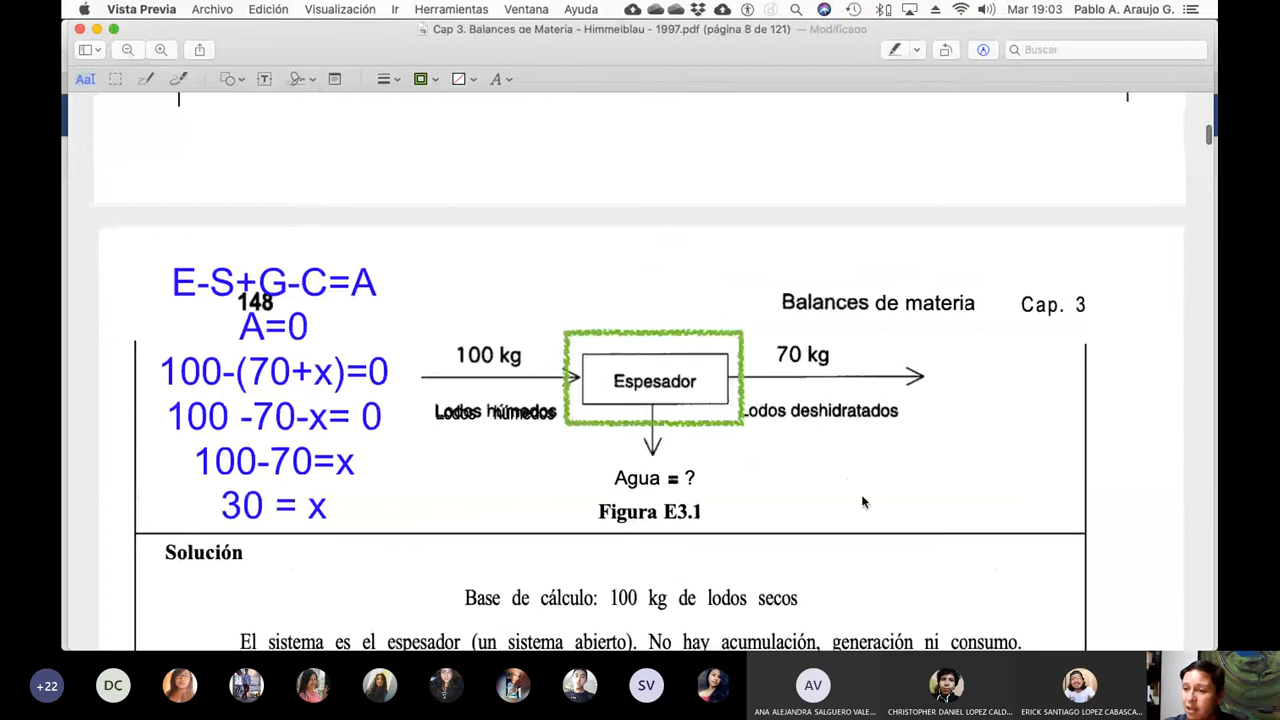 Vista Previa Archivo Edición Visualización Ir Herramientas Ventana Ayuda Mar 19:03 Pablo A. Araujo G.
Cap 3. Balances de Materia - Himmelblau - 1997.pdf (página 8 de 121) — Modificado
Buscar
AaI T A
E-S+G-C=A
148
Balances de materia Cap. 3
A=0
100-(70+x)=0
100 kg
70 kg
Espesador
100 -70-x= 0
Lodos húmedos
Lodos deshidratados
100-70=x
Agua = ?
30 = x
Figura E3.1
Solución
Base de cálculo: 100 kg de lodos secos
El sistema es el espesador (un sistema abierto). No hay acumulación, generación ni consumo.
+22 DC SV AV
ANA ALEJANDRA SALGUERO VALE... CHRISTOPHER DANIEL LOPEZ CALD... ERICK SANTIAGO LOPEZ CABASCA...